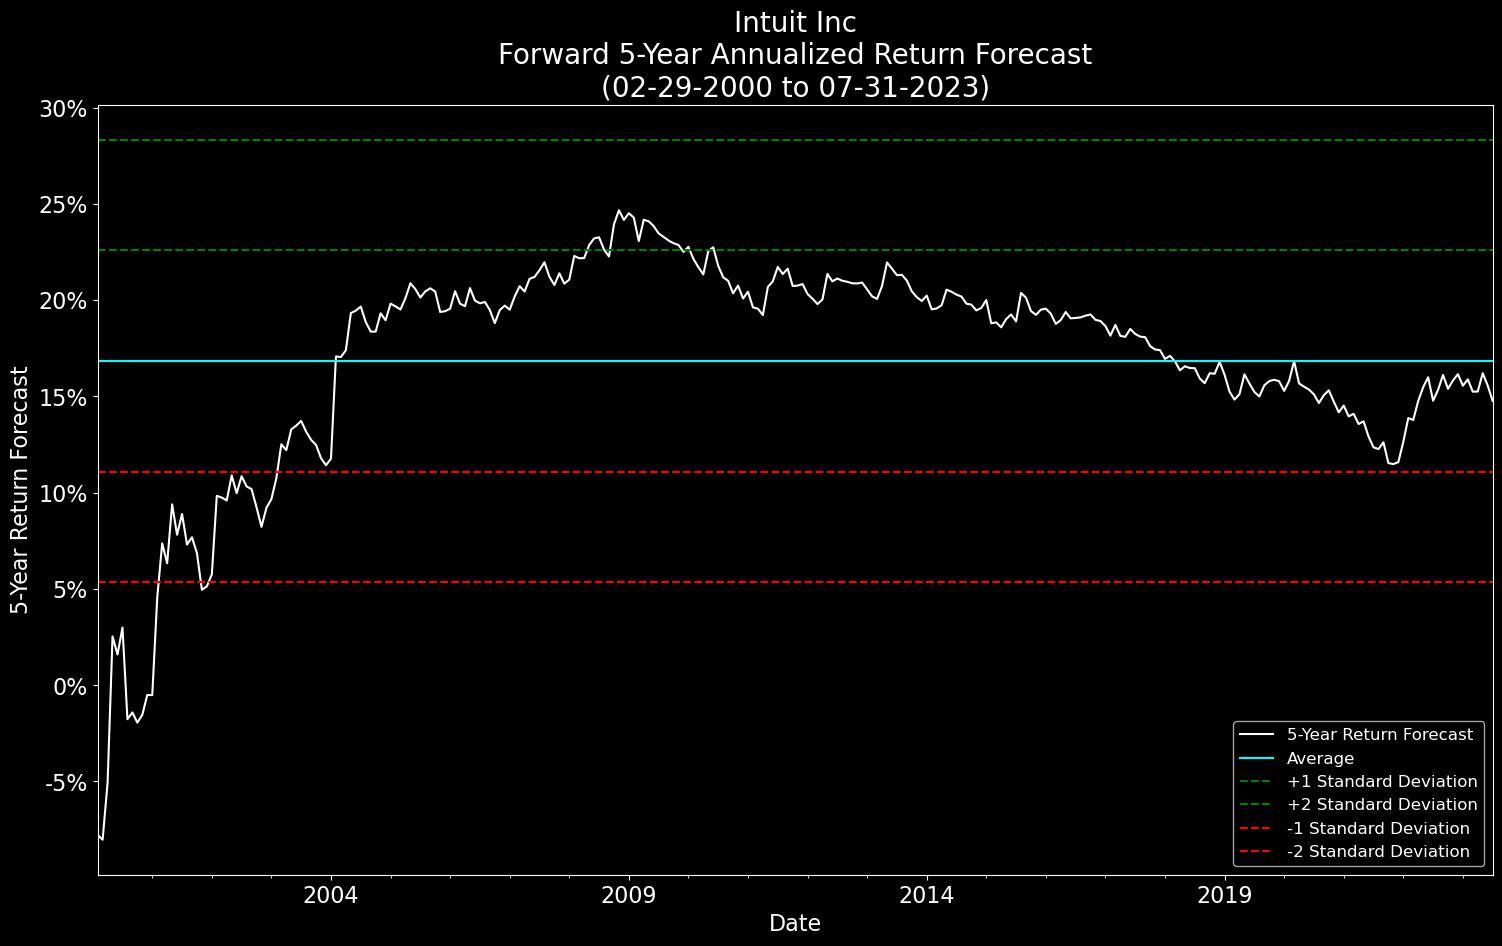 Intuit Inc
Forward 5-Year Annualized Return Forecast
(02-29-2000 to 07-31-2023)
30%
25%
20%
15%
10%
5%
0%
-5%
5-Year Return Forecast
2004
2009
2014
2019
Date
5-Year Return Forecast
Average
+1 Standard Deviation
+2 Standard Deviation
-1 Standard Deviation
-2 Standard Deviation